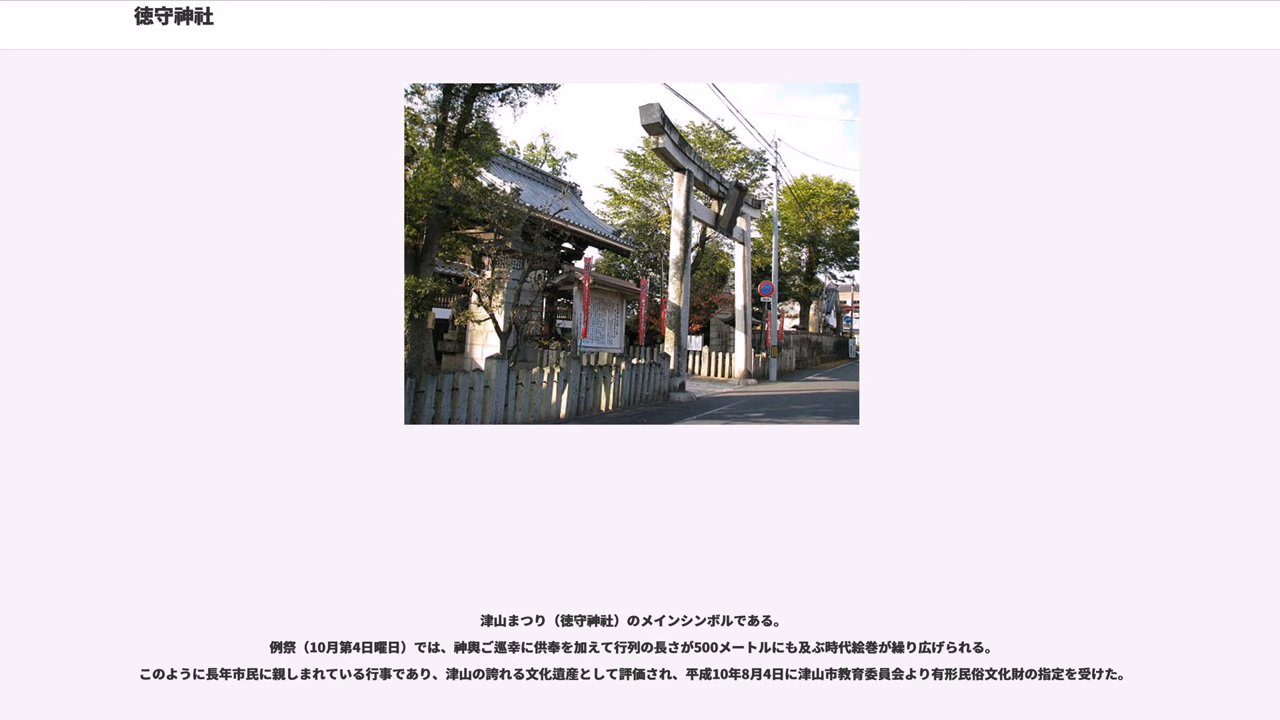 徳守神社
津山まつり（徳守神社）のメインシンボルである。
例祭（10月第4日曜日）では、神輿ご巡幸に供奉を加えて行列の長さが500メートルにも及ぶ時代絵巻が繰り広げられる。
このように長年市民に親しまれている行事であり、津山の誇れる文化遺産として評価され、平成10年8月4日に津山市教育委員会より有形民俗文化財の指定を受けた。